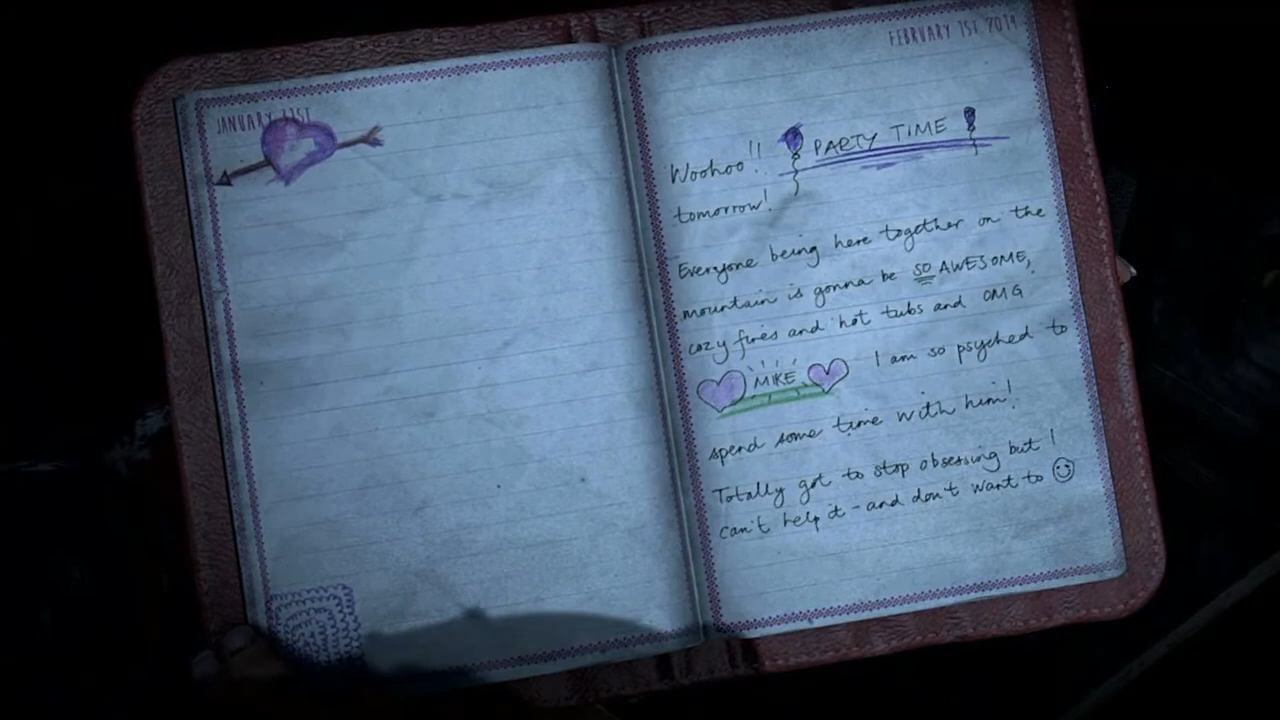 JANUARY 31ST
FEBRUARY 1ST 2014
Woohoo!! PARTY TIME
tomorrow!
Everyone being here together on the
mountain is gonna be SO AWESOME,
cozy fires and hot tubs and OMG
MIKE I am so psyched to
spend some time with him!
Totally got to stop obsessing but I
can't help it - and don't want to